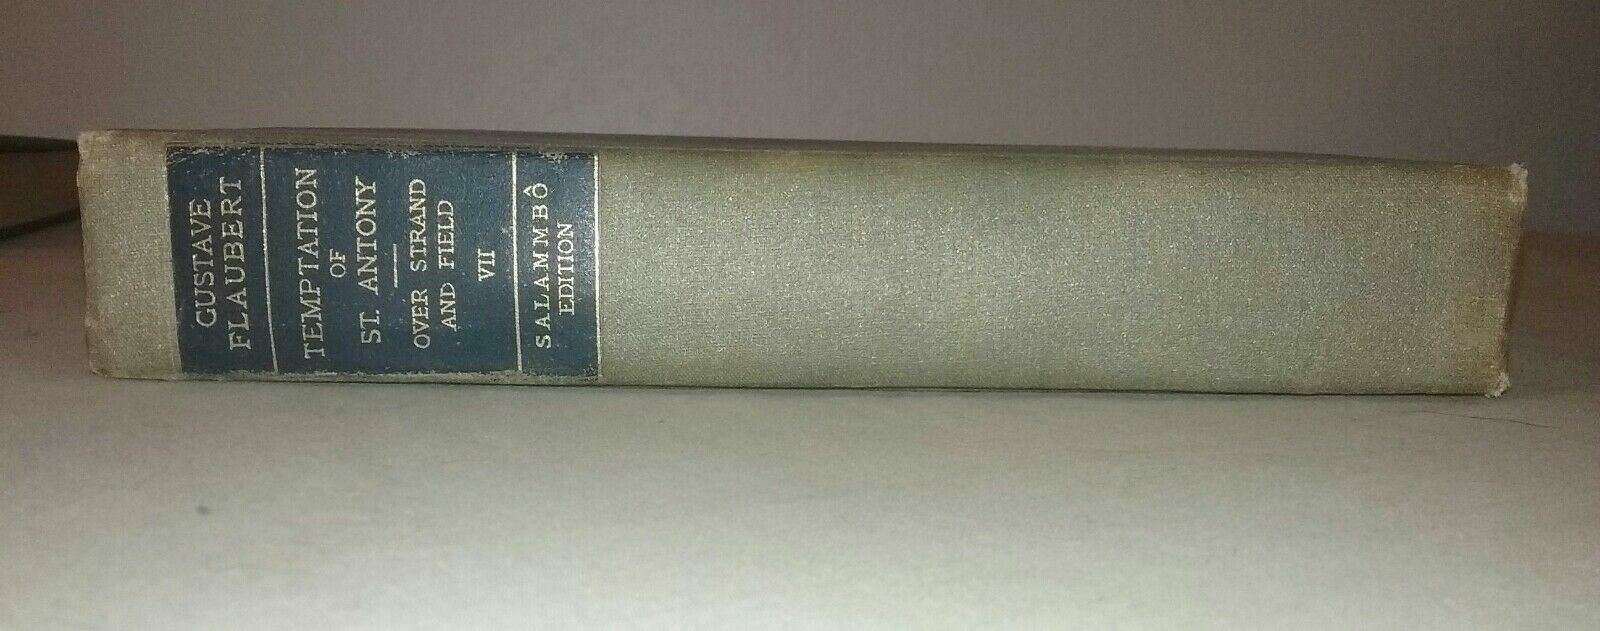 GUSTAVE
FLAUBERT
TEMPTATION
OF
ST. ANTONY
OVER STRAND
AND FIELD
VII
SALAMMBÔ
EDITION